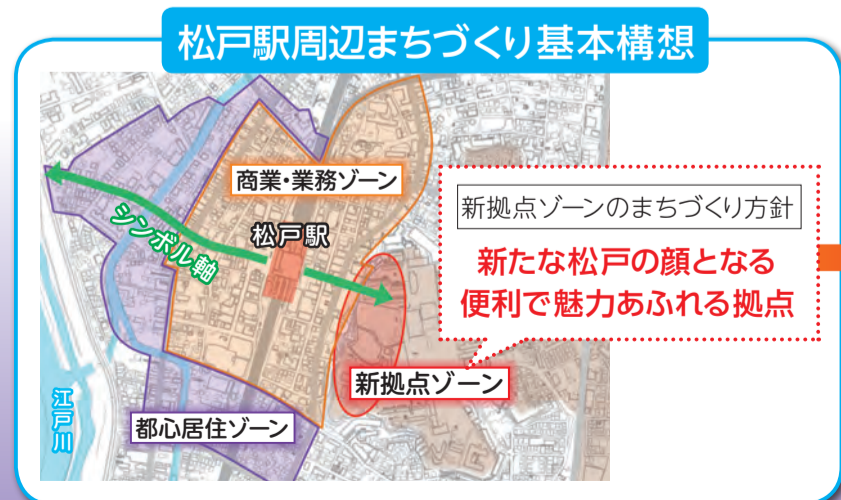 松戸駅周辺まちづくり基本構想
商業・業務ゾーン
シンボル軸
松戸駅
新拠点ゾーンのまちづくり方針
新たな松戸の顔となる
便利で魅力あふれる拠点
新拠点ゾーン
都心居住ゾーン
江戸川